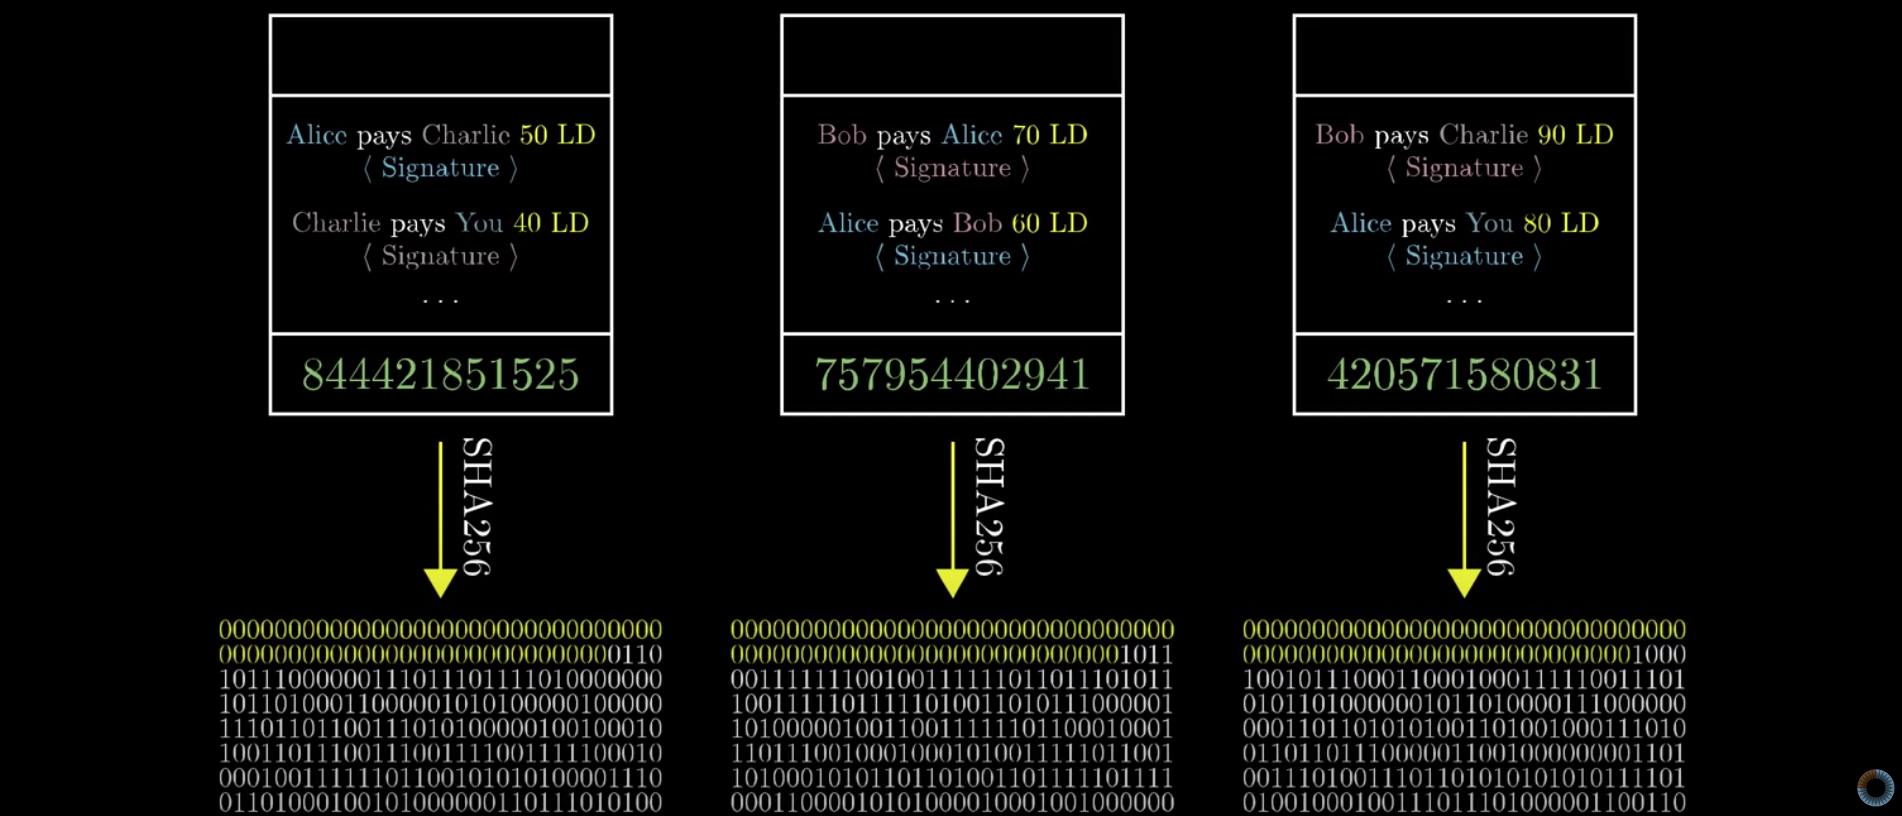 Alice pays Charlie 50 LD
⟨ Signature ⟩
Charlie pays You 40 LD
⟨ Signature ⟩
...
844421851525
SHA256
00000000000000000000000000000000
00000000000000000000000000000110
10111000000111011101111010000000
10110100011000001010100000100000
11101101100111010100000100100010
10011011100111001111001111100010
00010011111101100101010100001110
01101000100101000000110111010100
Bob pays Alice 70 LD
⟨ Signature ⟩
Alice pays Bob 60 LD
⟨ Signature ⟩
...
757954402941
SHA256
00000000000000000000000000000000
00000000000000000000000000001011
00111111100100111111011011101011
10011111011111010011010111000001
10100000100110011111101100010001
11011100100010001010011111011001
10100010101101101001101111101111
00011000010101000010001001000000
Bob pays Charlie 90 LD
⟨ Signature ⟩
Alice pays You 80 LD
⟨ Signature ⟩
...
420571580831
SHA256
00000000000000000000000000000000
00000000000000000000000000001000
10010111000110001000111110011101
01011010000001011010000111000000
00011011010101001101001000111010
01101101110000011001000000001101
00111010011101101010101010111101
01001000100111011101000001100110